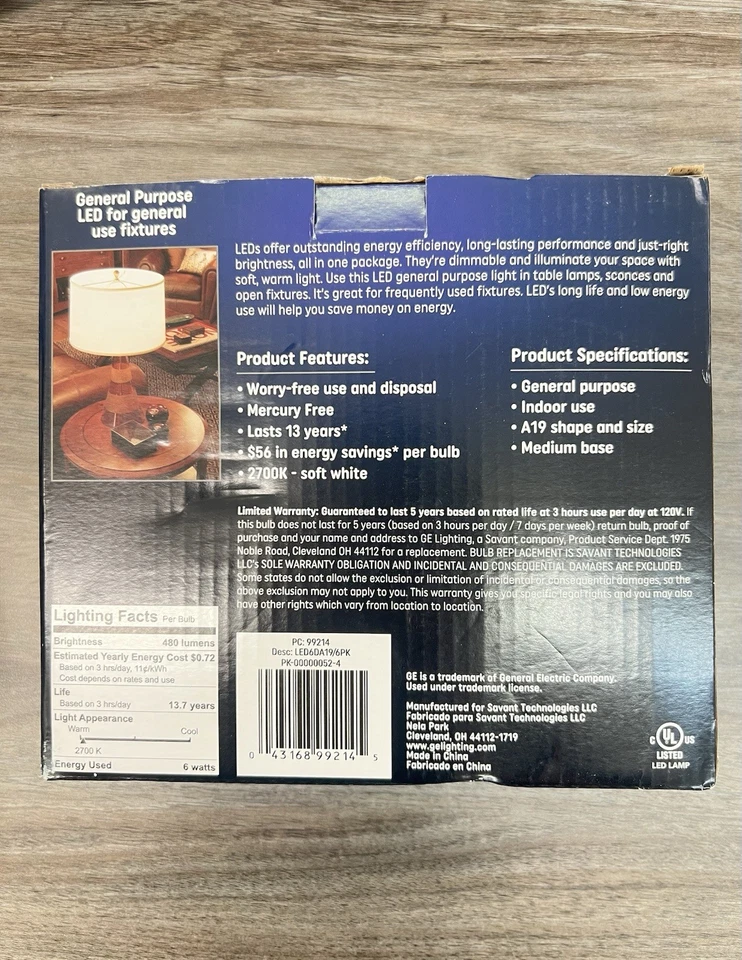 General Purpose
LED for general
use fixtures
LEDs offer outstanding energy efficiency, long-lasting performance and just-right
brightness, all in one package. They're dimmable and illuminate your space with
soft, warm light. Use this LED general purpose light in table lamps, sconces and
open fixtures. It's great for frequently used fixtures. LED's long life and low energy
use will help you save money on energy.
Product Features:
• Worry-free use and disposal
• Mercury Free
• Lasts 13 years*
• $56 in energy savings* per bulb
• 2700K - soft white
Product Specifications:
• General purpose
• Indoor use
• A19 shape and size
• Medium base
Limited Warranty: Guaranteed to last 5 years based on rated life at 3 hours use per day at 120V. If
this bulb does not last for 5 years (based on 3 hours per day / 7 days per week) return bulb, proof of
purchase and your name and address to GE Lighting, a Savant company, Product Service Dept. 1975
Noble Road, Cleveland OH 44112 for a replacement. BULB REPLACEMENT IS SAVANT TECHNOLOGIES
LLC's SOLE WARRANTY OBLIGATION AND INCIDENTAL AND CONSEQUENTIAL DAMAGES ARE EXCLUDED.
Some states do not allow the exclusion or limitation of incidental or consequential damages, so the
above exclusion may not apply to you. This warranty gives you specific legal rights and you may also
have other rights which vary from location to location.
Lighting Facts Per Bulb
Brightness 480 lumens
Estimated Yearly Energy Cost $0.72
Based on 3 hrs/day, 11¢/kWh
Cost depends on rates and use
Life
Based on 3 hrs/day 13.7 years
Light Appearance
Warm Cool
2700 K
Energy Used 6 watts
PC: 99214
Desc: LED6DA19/6PK
PK-00000052-4
0 43168 99214 5
GE is a trademark of General Electric Company.
Used under trademark license.
Manufactured for Savant Technologies LLC
Fabricado para Savant Technologies LLC
Nela Park
Cleveland, OH 44112-1719
www.gelighting.com
Made in China
Fabricado en China
C UL US
LISTED
LED LAMP